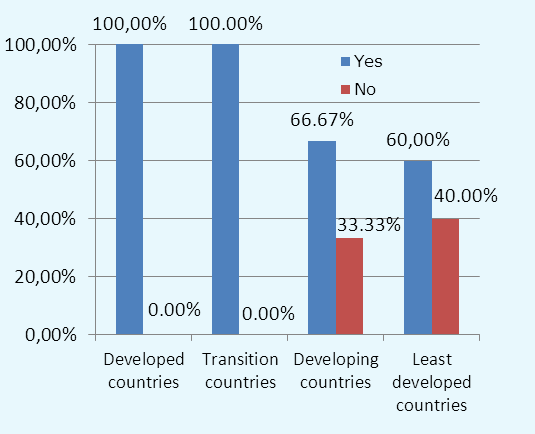 100,00% 100.00%
100,00%
Yes
No
80,00%
66.67%
60,00%
60,00%
40.00%
40,00%
33.33%
20,00%
0.00% 0.00%
0,00%
Developed countries
Transition countries
Developing countries
Least developed countries